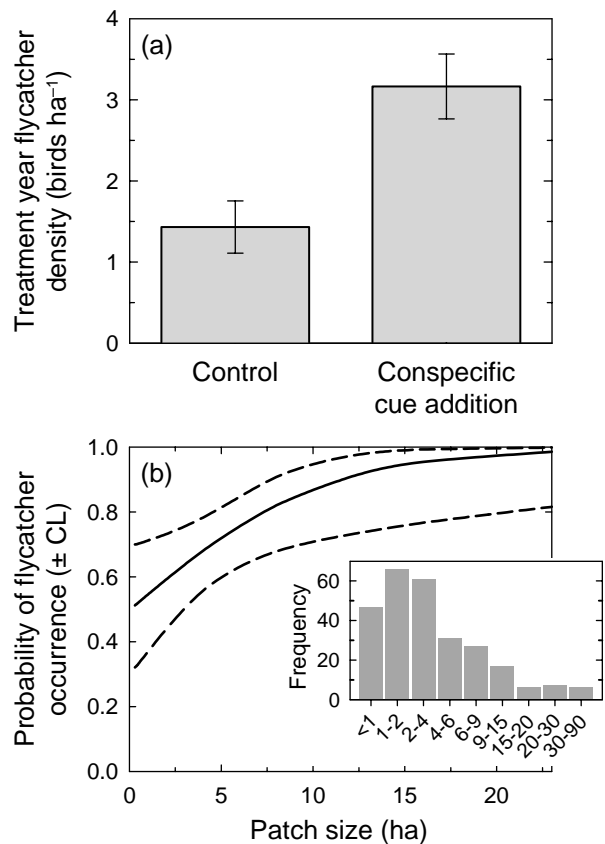 (a)
Treatment year flycatcher
density (birds ha⁻¹)
4
3
2
1
0
Control
Conspecific
cue addition
(b)
Probability of flycatcher
occurrence (± CL)
1.0
0.8
0.6
0.4
0.2
0.0
0
5
10
15
20
Patch size (ha)
Frequency
60
40
20
0
<1
1-2
2-4
4-6
6-9
9-15
15-20
20-30
30-90